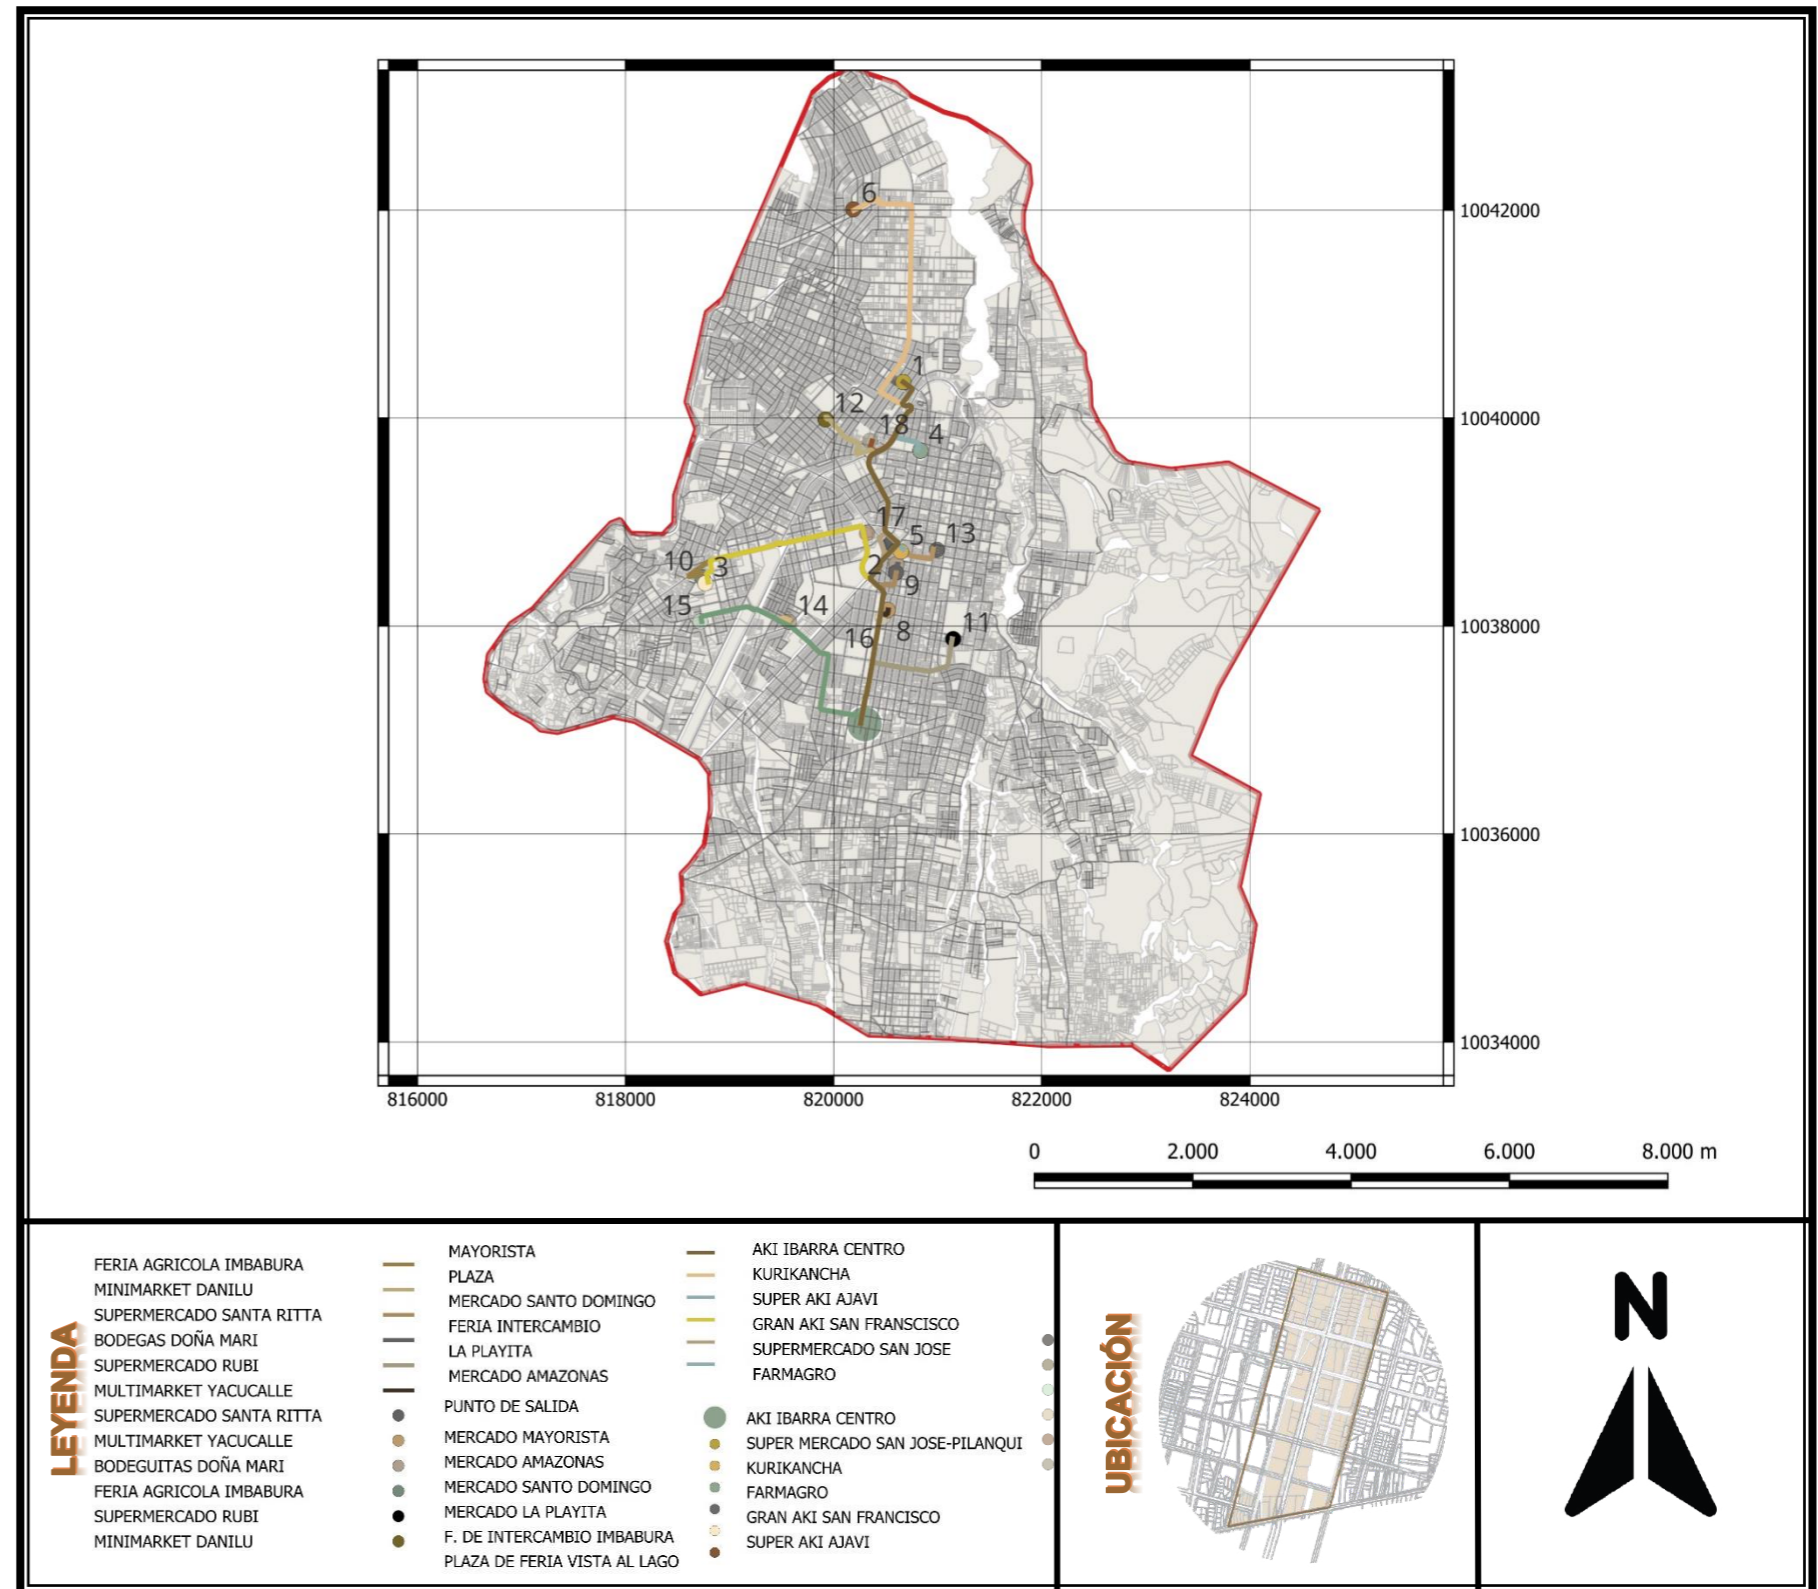 6
1
12
18
4
17
5
13
10
3
2
9
15
14
16
8
11
10042000
10040000
10038000
10036000
10034000
816000
818000
820000
822000
824000
0
2.000
4.000
6.000
8.000 m
LEYENDA
FERIA AGRICOLA IMBABURA
MINIMARKET DANILU
SUPERMERCADO SANTA RITTA
BODEGAS DOÑA MARI
SUPERMERCADO RUBI
MULTIMARKET YACUCALLE
SUPERMERCADO SANTA RITTA
MULTIMARKET YACUCALLE
BODEGUITAS DOÑA MARI
FERIA AGRICOLA IMBABURA
SUPERMERCADO RUBI
MINIMARKET DANILU
MAYORISTA
PLAZA
MERCADO SANTO DOMINGO
FERIA INTERCAMBIO
LA PLAYITA
MERCADO AMAZONAS
PUNTO DE SALIDA
MERCADO MAYORISTA
MERCADO AMAZONAS
MERCADO SANTO DOMINGO
MERCADO LA PLAYITA
F. DE INTERCAMBIO IMBABURA
PLAZA DE FERIA VISTA AL LAGO
AKI IBARRA CENTRO
KURIKANCHA
SUPER AKI AJAVI
GRAN AKI SAN FRANSCISCO
SUPERMERCADO SAN JOSE
FARMAGRO
AKI IBARRA CENTRO
SUPER MERCADO SAN JOSE-PILANQUI
KURIKANCHA
FARMAGRO
GRAN AKI SAN FRANCISCO
SUPER AKI AJAVI
UBICACIÓN
N